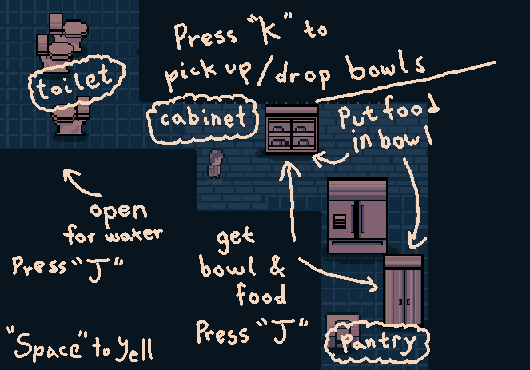 Press "K" to
pick up/drop bowls
toilet
cabinet
Put food
in bowl
open
for water
Press "J"
get
bowl &
food
Press "J"
pantry
"Space" to Yell